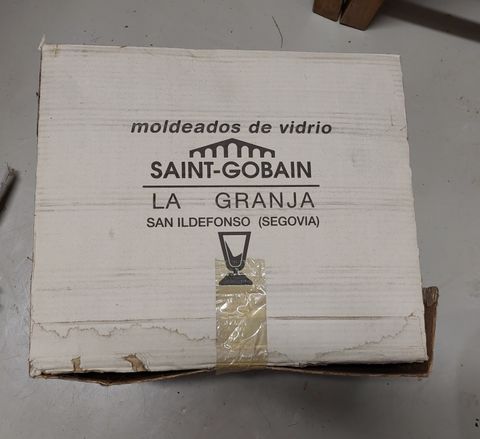 moldeados de vidrio
SAINT-GOBAIN
LA GRANJA
SAN ILDEFONSO (SEGOVIA)